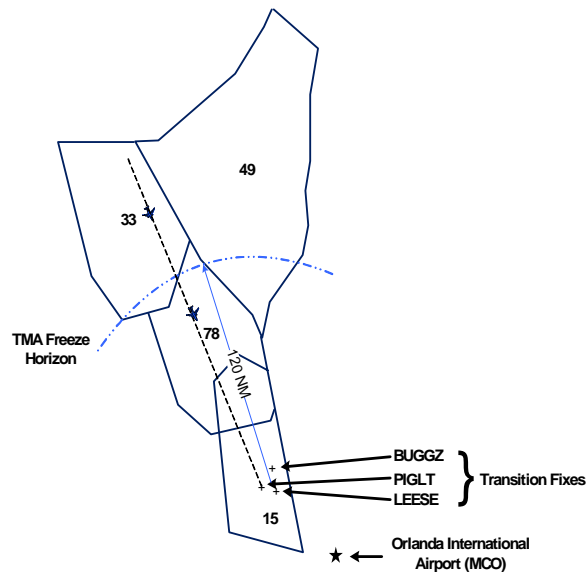 49
33
TMA Freeze
Horizon
78
120 NM
BUGGZ
PIGLT
LEESE
Transition Fixes
15
Orlanda International
Airport (MCO)